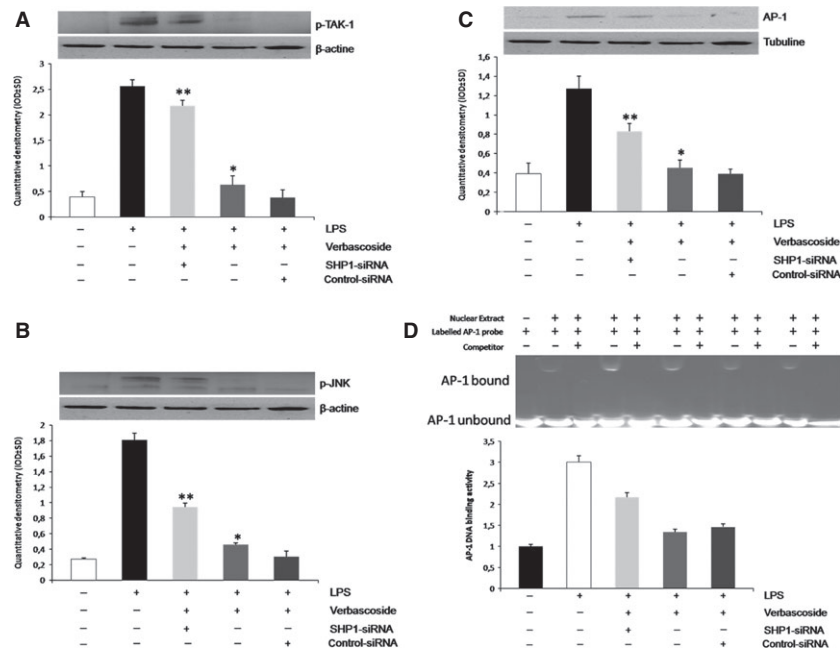 A
p-TAK-1
β-actine
Quantitative densitometry (IOD±SD)
3
2,5
2
1,5
1
0,5
0
– + + + + LPS
– – + + + Verbascoside
– – + – – SHP1-siRNA
– – – – + Control-siRNA
B
p-JNK
β-actine
Quantitative densitometry (IOD±SD)
2
1,8
1,6
1,4
1,2
1
0,8
0,6
0,4
0,2
0
** 
*
– + + + + LPS
– – + + + Verbascoside
– – + – – SHP1-siRNA
– – – – + Control-siRNA
C
AP-1
Tubuline
Quantitative densitometry (IOD±SD)
1,6
1,4
1,2
1
0,8
0,6
0,4
0,2
0
**
*
– + + + + LPS
– – + + + Verbascoside
– – + – – SHP1-siRNA
– – – – + Control-siRNA
D
Nuclear Extract – + + + + + + + + + +
Labelled AP-1 probe + + + + + + + + + + +
Competitor – – + – + – + – + – +
AP-1 bound
AP-1 unbound
AP-1 DNA binding activity
3,5
3
2,5
2
1,5
1
0,5
0
– + + + + LPS
– – + + + Verbascoside
– – + – – SHP1-siRNA
– – – – + Control-siRNA